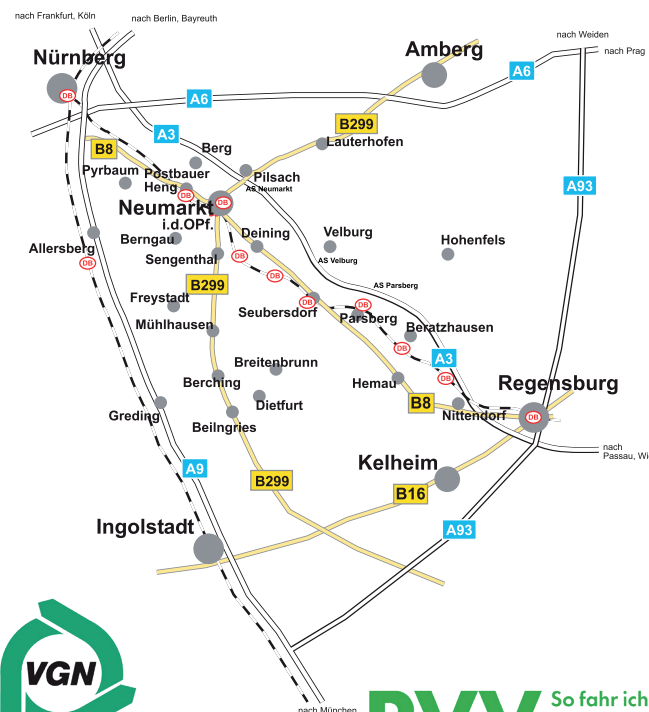 nach Frankfurt, Köln
nach Berlin, Bayreuth
nach Weiden
nach Prag
Nürnberg
DB
Amberg
A6
A6
A3
B299
B8
Lauterhofen
Berg
Pyrbaum
Postbauer
Heng
DB
Pilsach
AS Neumarkt
A93
Neumarkt
i.d.OPf.
DB
Berngau
Deining
Velburg
Hohenfels
Allersberg
DB
Sengenthal
DB
AS Velburg
DB
B299
AS Parsberg
Freystadt
Seubersdorf
DB
DB
Parsberg
Mühlhausen
Beratzhausen
DB
A3
Breitenbrunn
DB
Berching
Hemau
Regensburg
Dietfurt
B8
Greding
Nittendorf
DB
Beilngries
nach
Passau,
A9
Kelheim
B299
B16
Ingolstadt
A93
VGN
So fahr ich
RVV
nach München